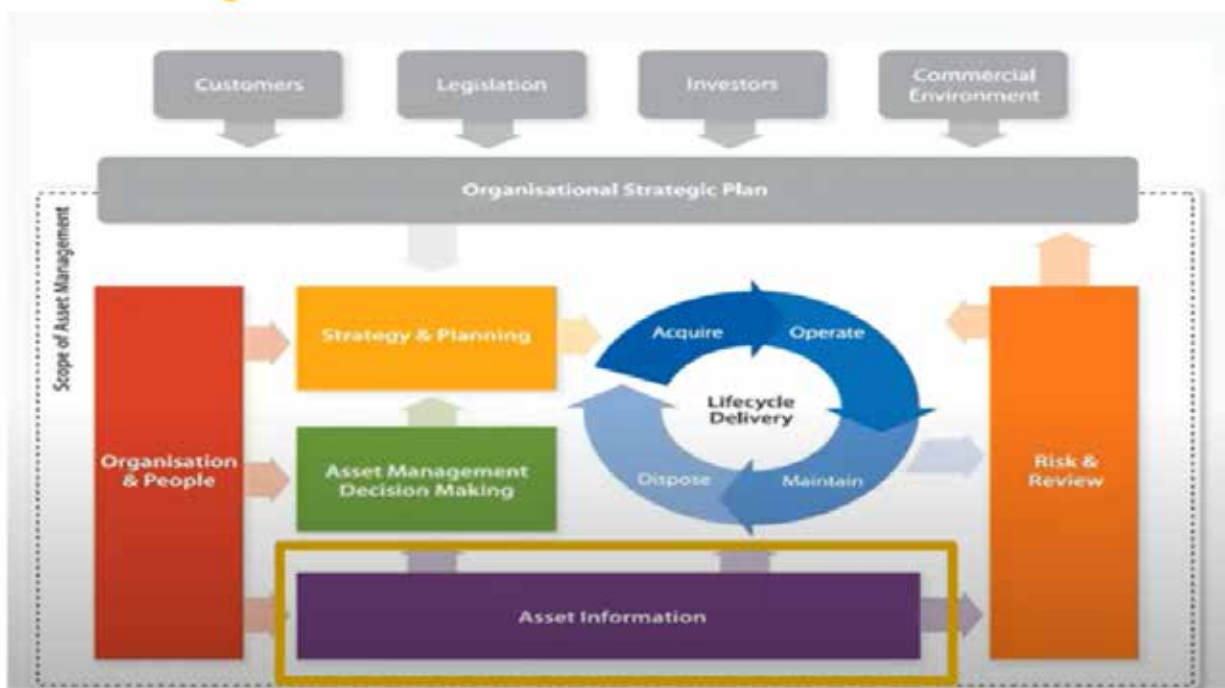 Customers
Legislation
Investors
Commercial
Environment
Organisational Strategic Plan
Scope of Asset Management
Strategy & Planning
Acquire
Operate
Lifecycle
Delivery
Organisation
& People
Asset Management
Decision Making
Dispose
Maintain
Risk &
Review
Asset Information